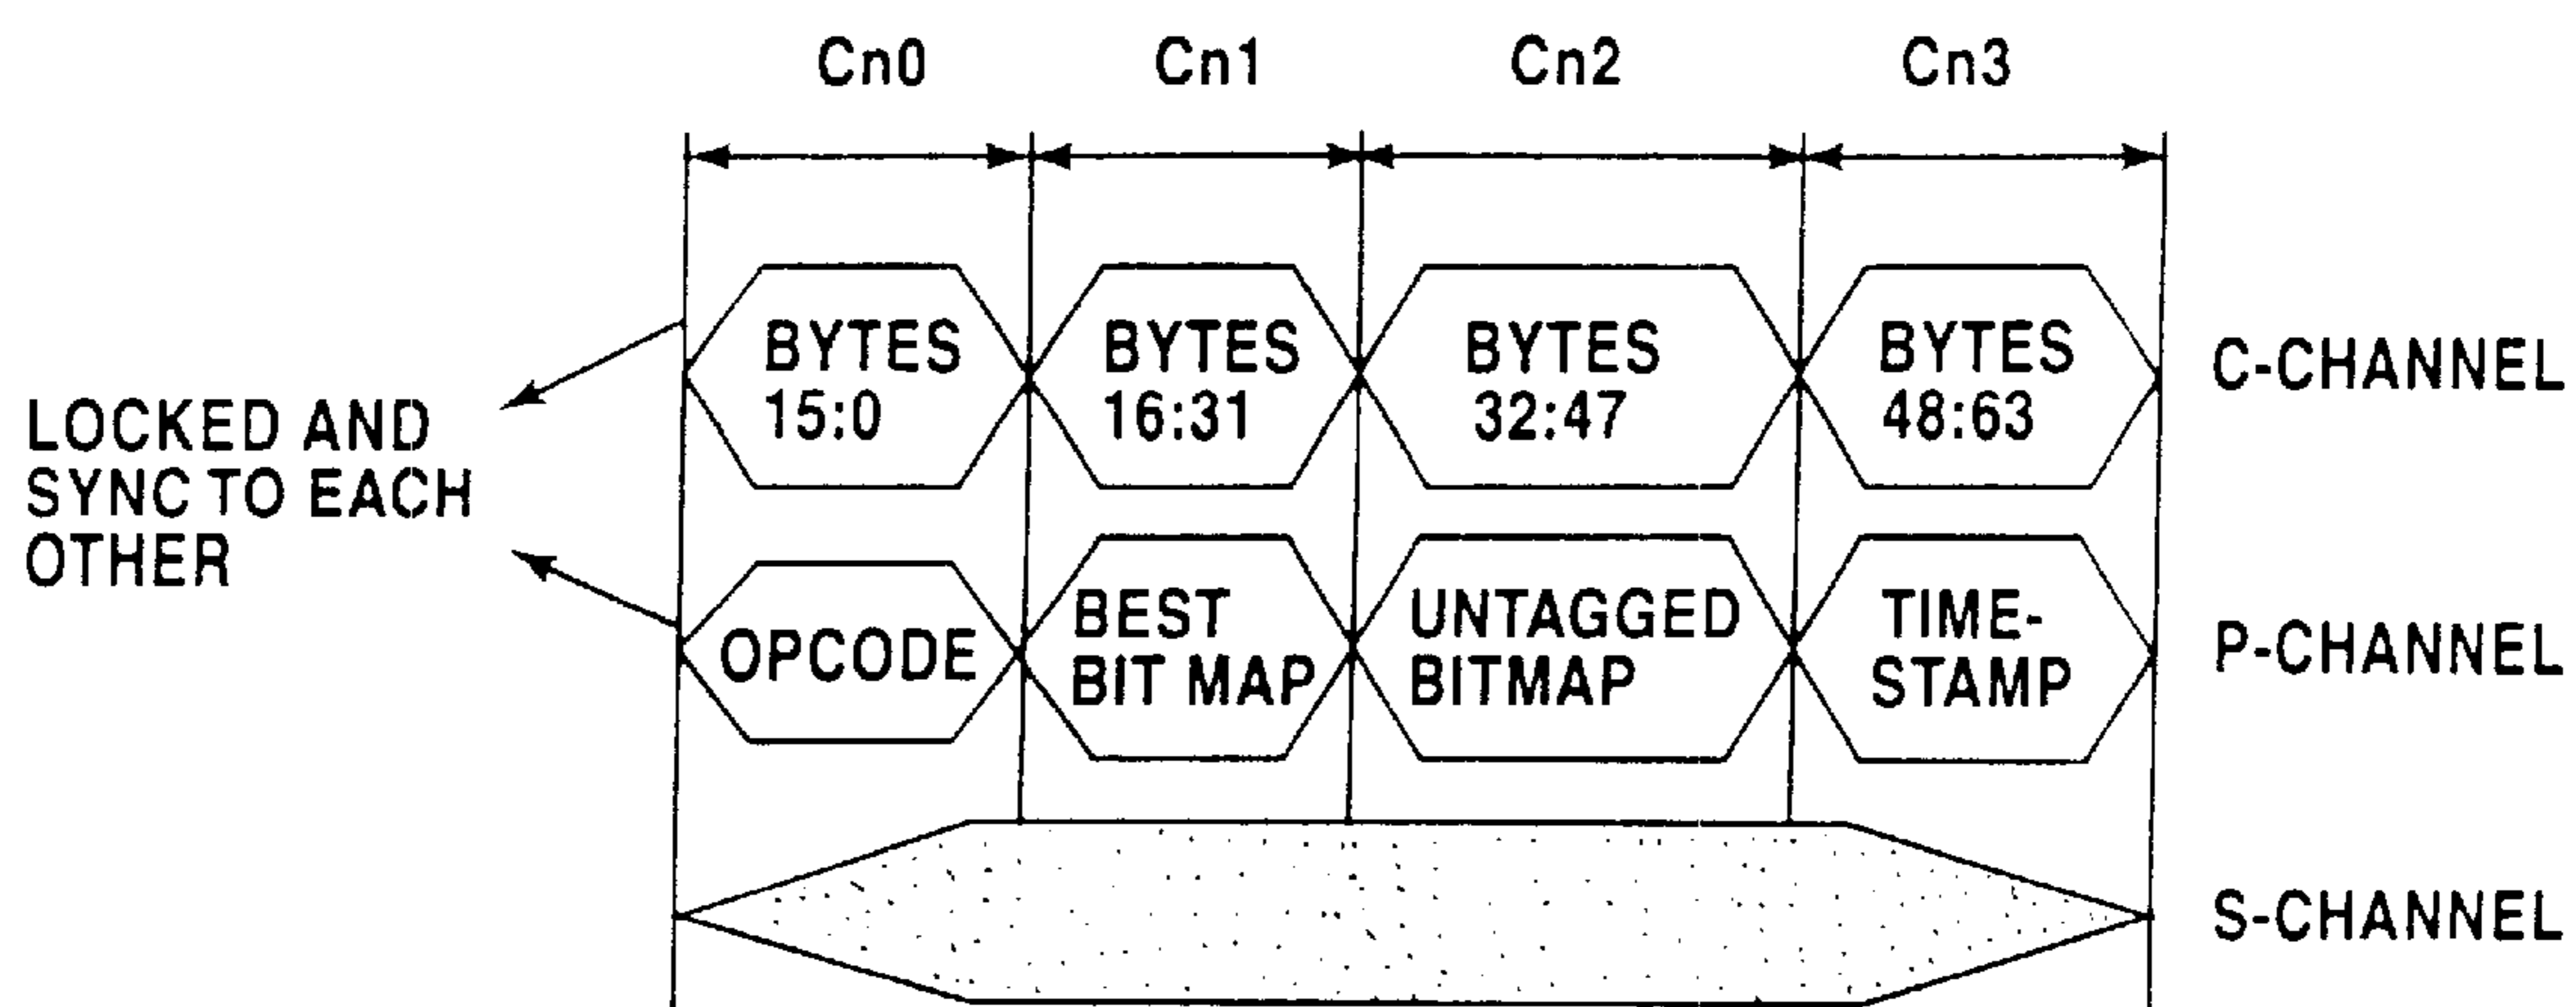 Cn0 Cn1 Cn2 Cn3
BYTES 15:0
BYTES 16:31
BYTES 32:47
BYTES 48:63
C-CHANNEL
LOCKED AND
SYNC TO EACH
OTHER
OPCODE
BEST
BIT MAP
UNTAGGED
BITMAP
TIME-
STAMP
P-CHANNEL
S-CHANNEL